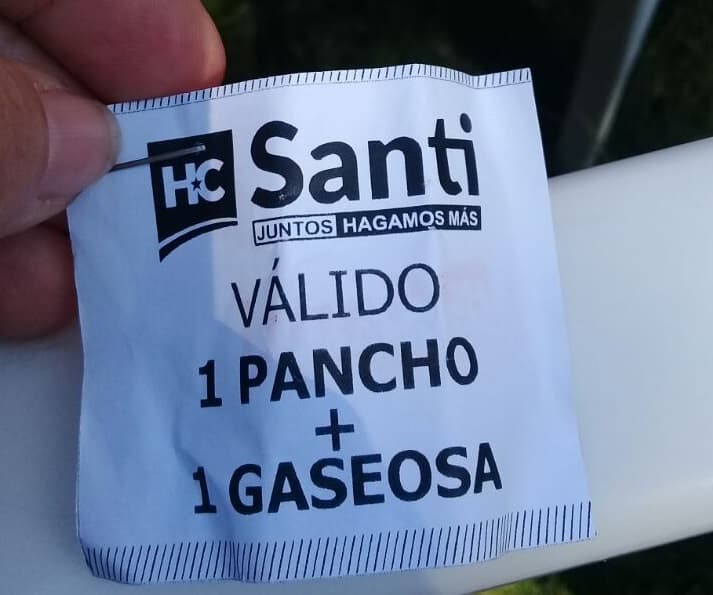 HC Santi
JUNTOS HAGAMOS MÁS
VÁLIDO
1 PANCHO
+
1 GASEOSA